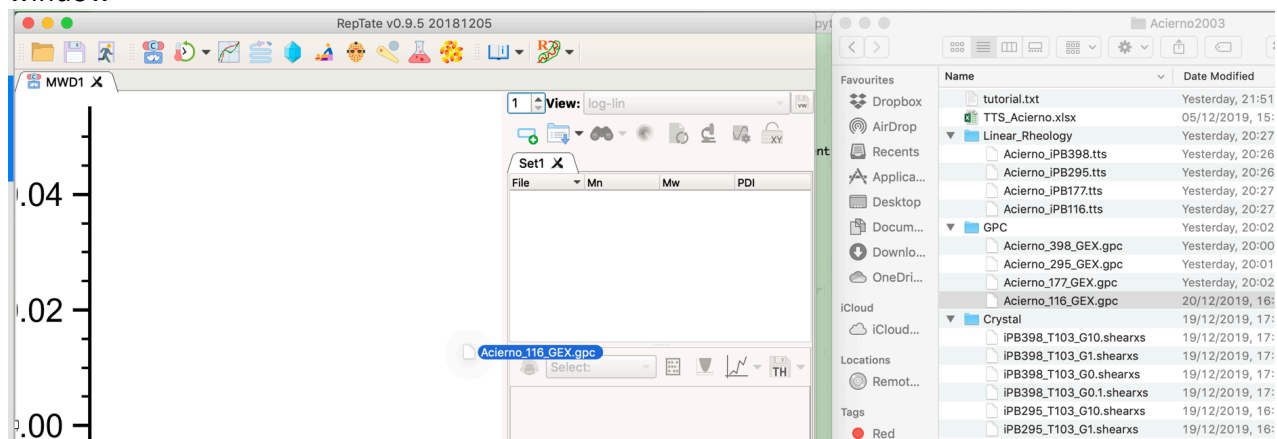 window
RepTate v0.9.5 20181205
MWD1 X
1 View: log-lin
VW
XY
Set1 X
File Mn Mw PDI
.04
.02
.00
Acierno_116_GEX.gpc
Select:
TH
pyt
nt
Acierno2003
Favourites
Dropbox
AirDrop
Recents
Applica...
Desktop
Docum...
Downlo...
OneDri...
iCloud
iCloud...
Locations
Remot...
Tags
Red
Name Date Modified
tutorial.txt Yesterday, 21:51
TTS_Acierno.xlsx 05/12/2019, 15:
Linear_Rheology Yesterday, 20:27
Acierno_iPB398.tts Yesterday, 20:26
Acierno_iPB295.tts Yesterday, 20:26
Acierno_iPB177.tts Yesterday, 20:27
Acierno_iPB116.tts Yesterday, 20:27
GPC Yesterday, 20:02
Acierno_398_GEX.gpc Yesterday, 20:00
Acierno_295_GEX.gpc Yesterday, 20:01
Acierno_177_GEX.gpc Yesterday, 20:02
Acierno_116_GEX.gpc 20/12/2019, 16:
Crystal 19/12/2019, 17:
iPB398_T103_G10.shearxs 19/12/2019, 17:
iPB398_T103_G1.shearxs 19/12/2019, 17:
iPB398_T103_G0.shearxs 19/12/2019, 17:
iPB398_T103_G0.1.shearxs 19/12/2019, 17:
iPB295_T103_G10.shearxs 19/12/2019, 16:
iPB295_T103_G1.shearxs 19/12/2019, 16: